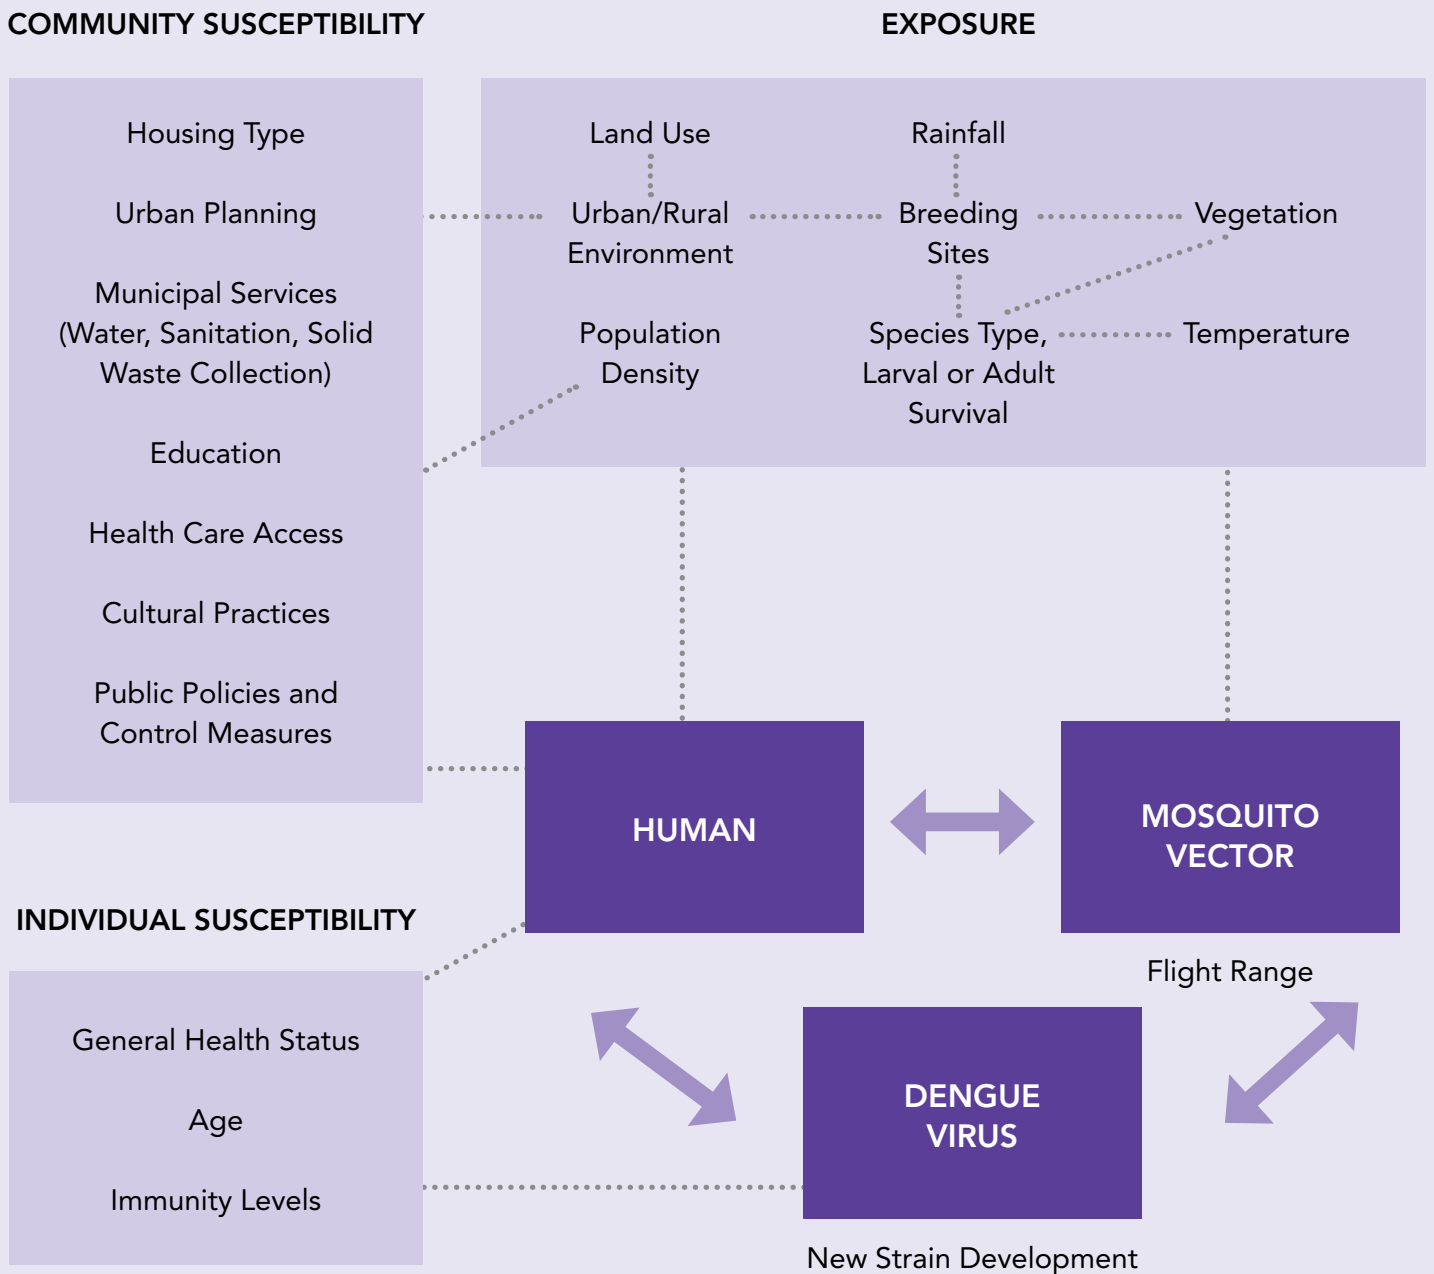 COMMUNITY SUSCEPTIBILITY
Housing Type
Urban Planning
Municipal Services
(Water, Sanitation, Solid
Waste Collection)
Education
Health Care Access
Cultural Practices
Public Policies and
Control Measures
EXPOSURE
Land Use
Rainfall
Urban/Rural
Environment
Breeding
Sites
Vegetation
Population
Density
Species Type,
Larval or Adult
Survival
Temperature
HUMAN
MOSQUITO
VECTOR
Flight Range
INDIVIDUAL SUSCEPTIBILITY
General Health Status
Age
Immunity Levels
DENGUE
VIRUS
New Strain Development